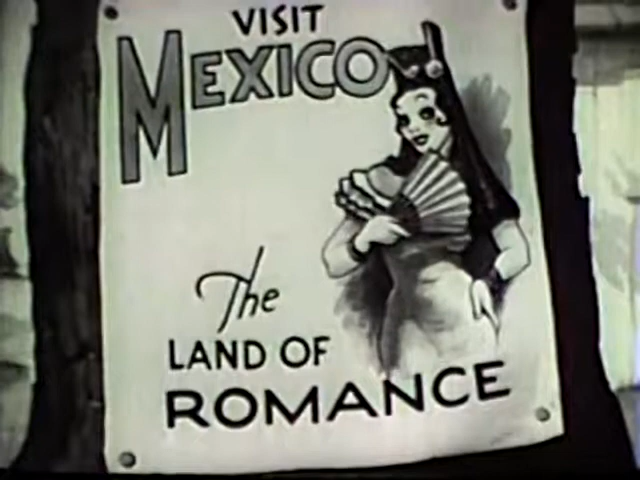 VISIT
MEXICO
The
LAND OF
ROMANCE